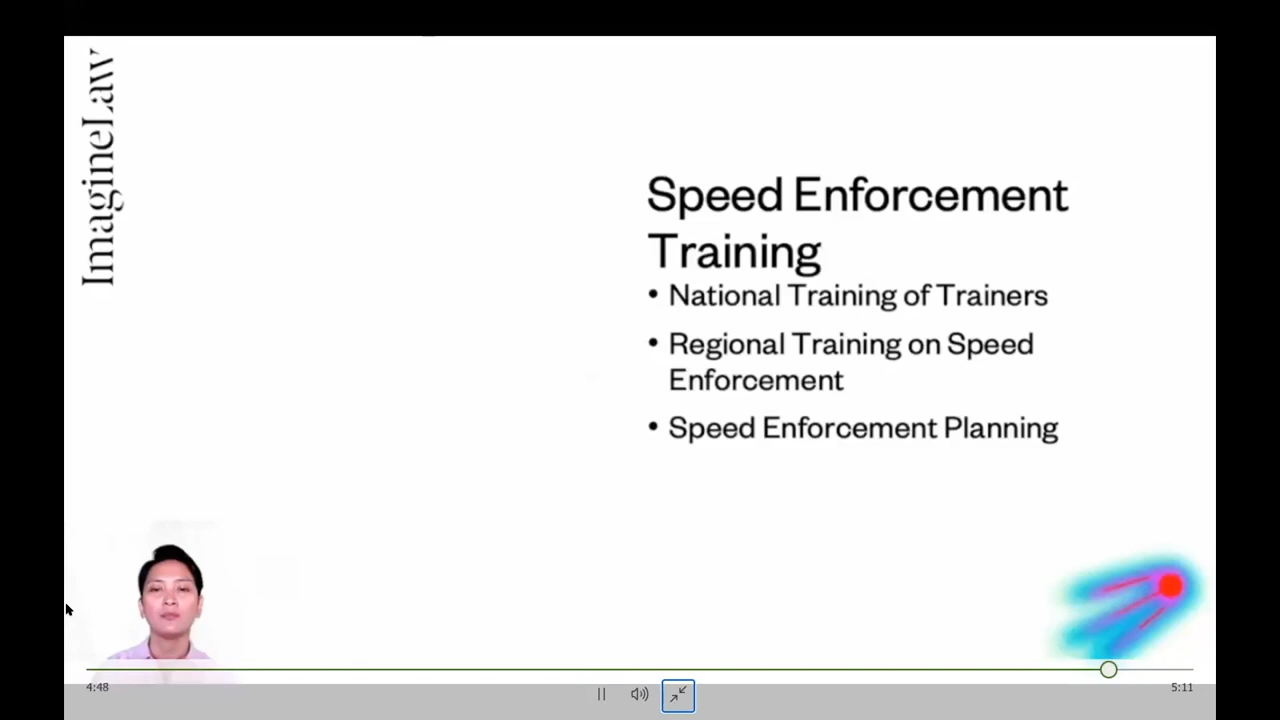 ImagineLaw
Speed Enforcement
Training
• National Training of Trainers
• Regional Training on Speed
Enforcement
• Speed Enforcement Planning
4:48
5:11